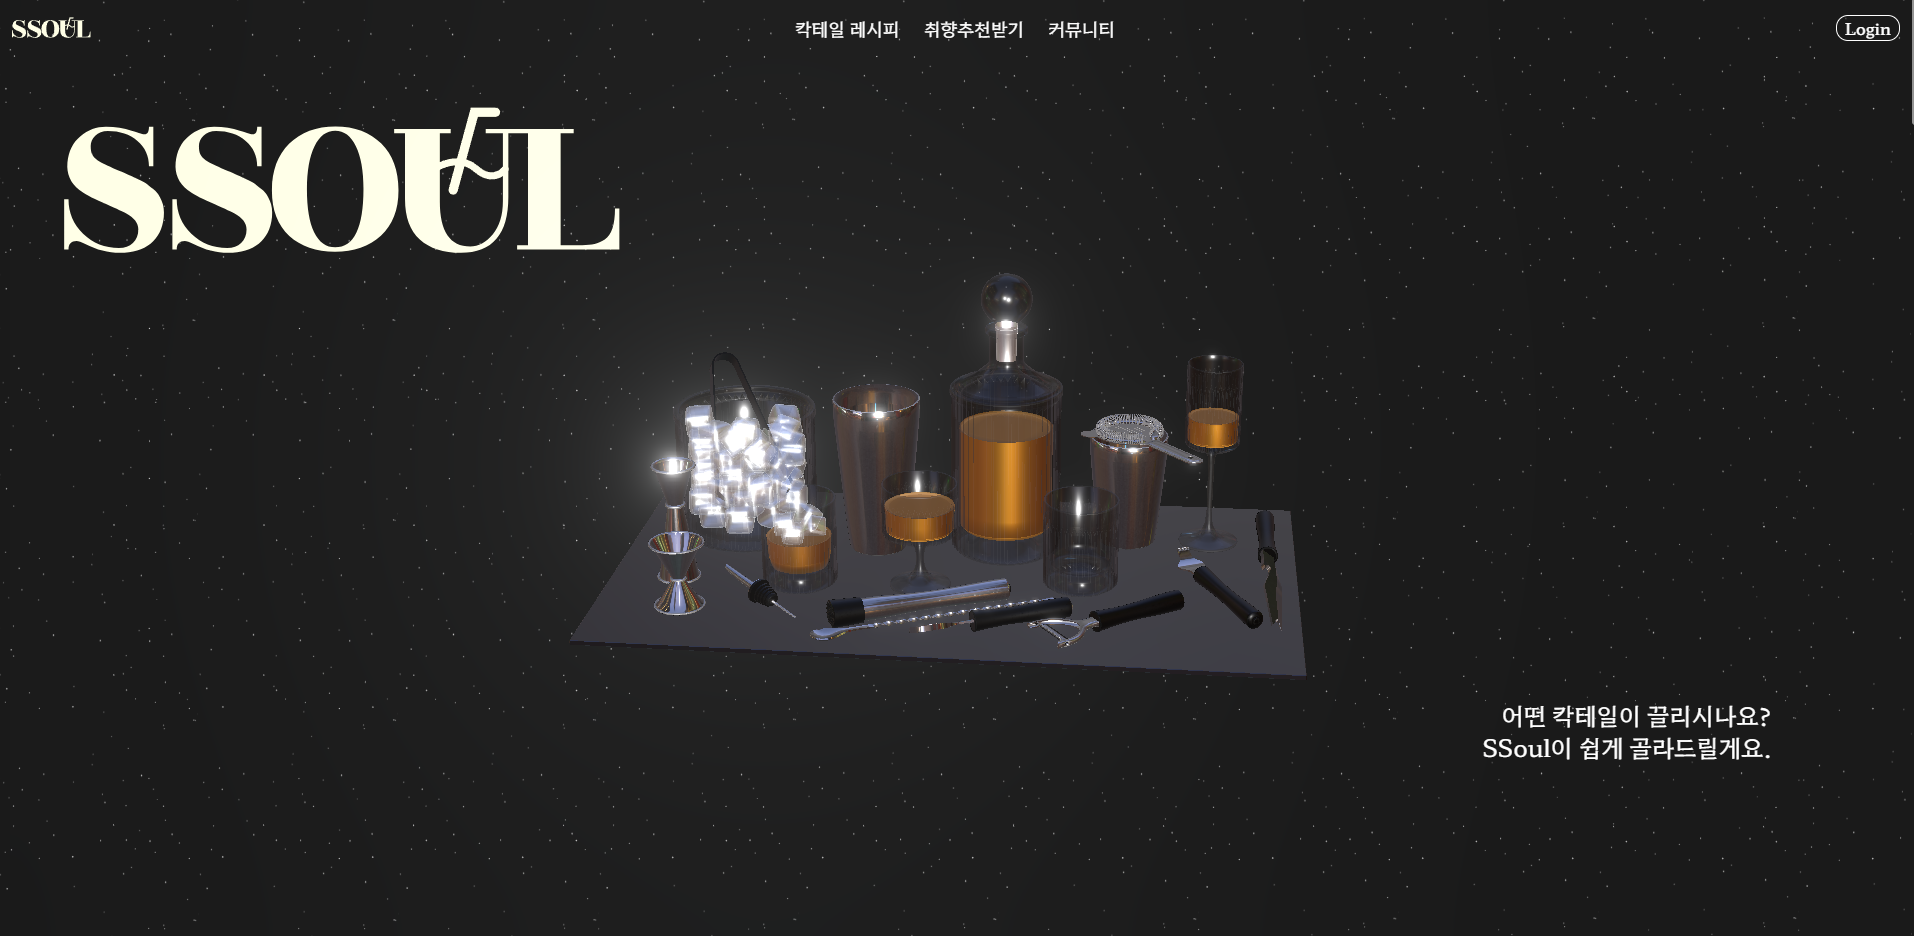 SSOUL
칵테일 레시피 취향추천받기 커뮤니티
Login
SSOUL
어떤 칵테일이 끌리시나요?
SSoul이 쉽게 골라드릴게요.